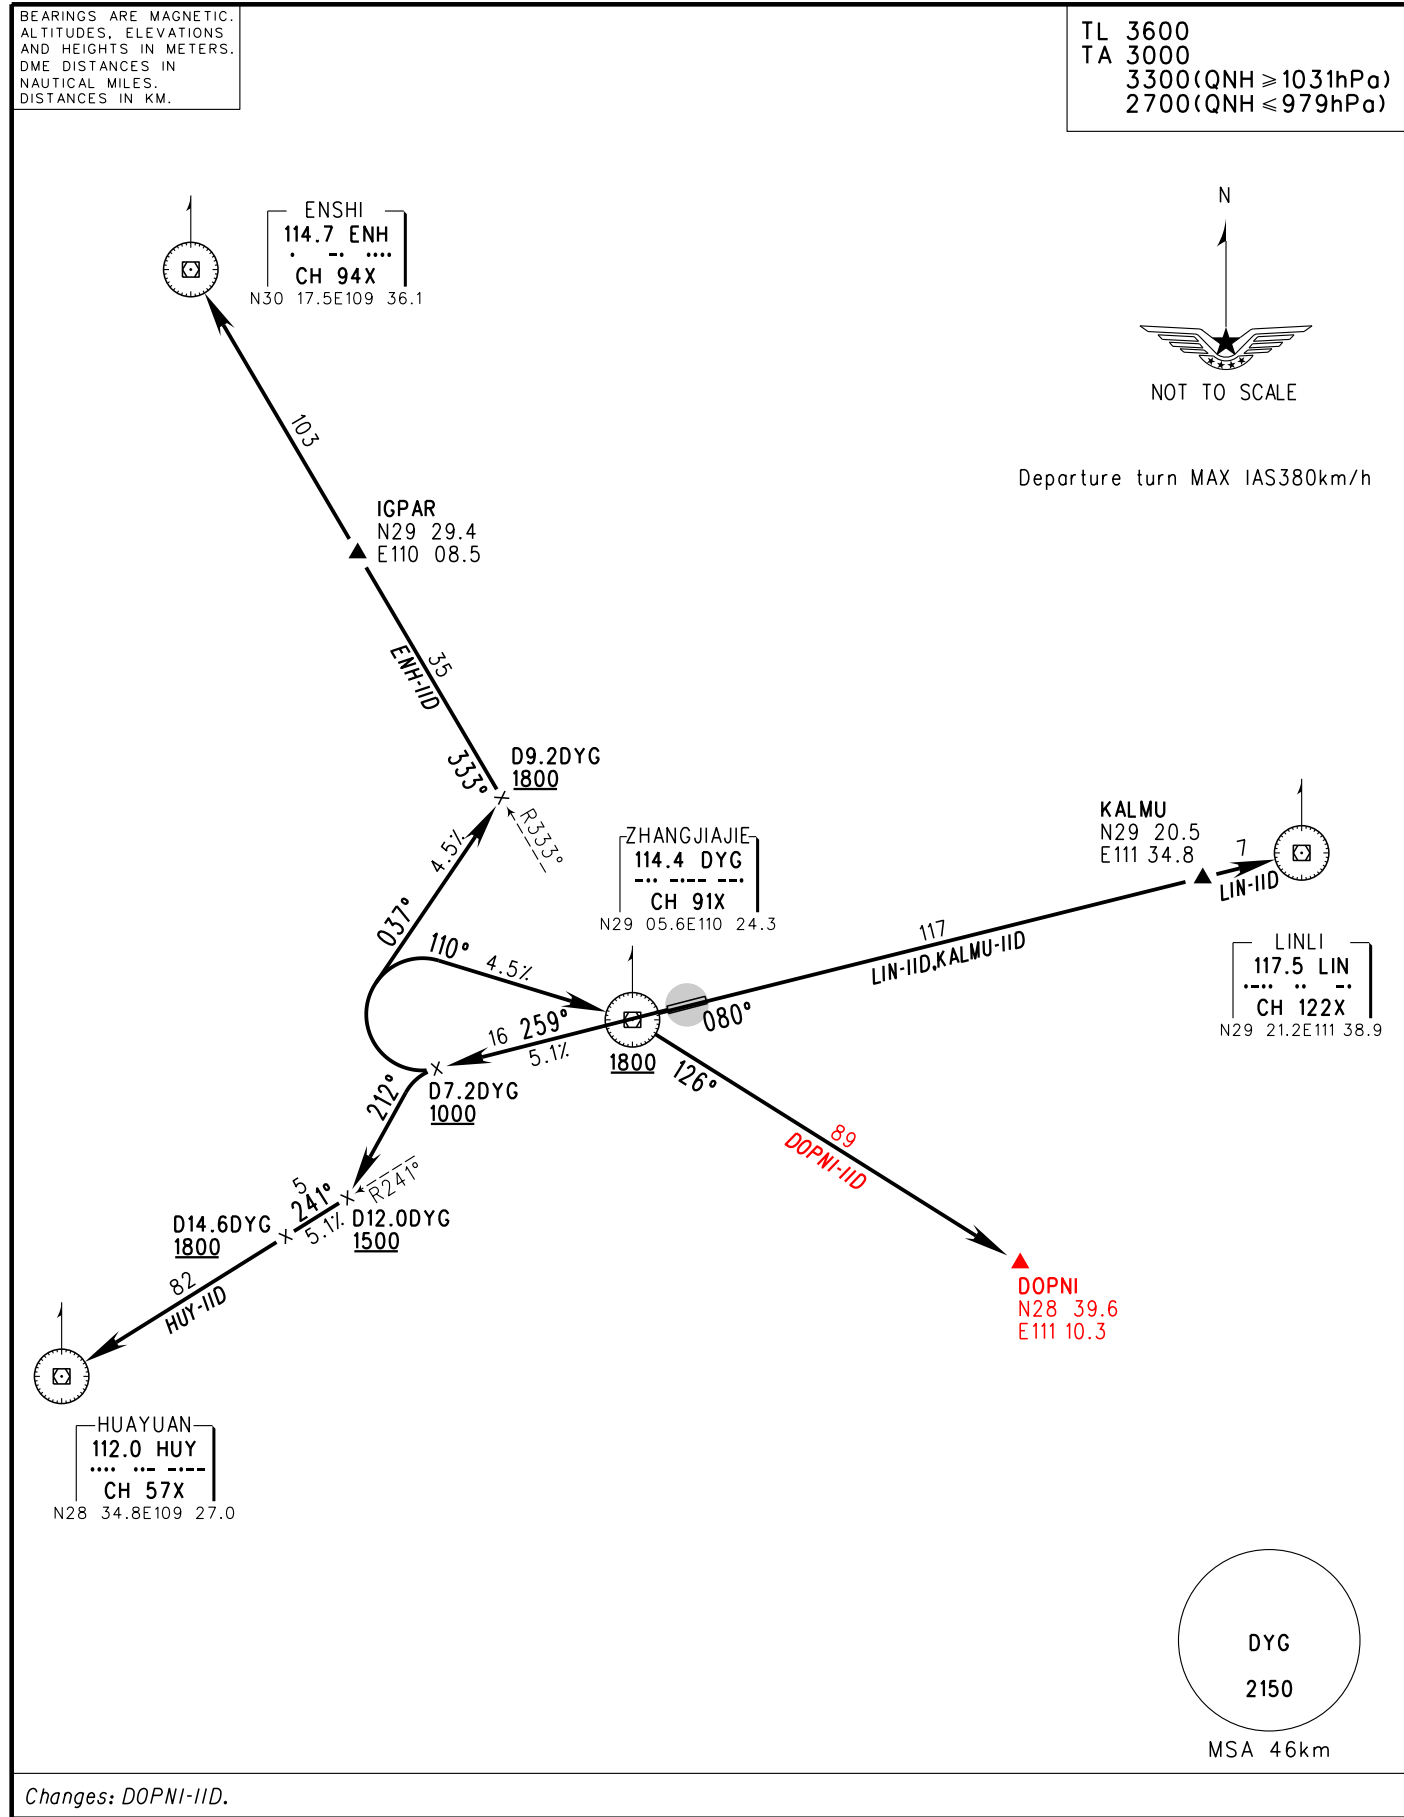 BEARINGS ARE MAGNETIC.
ALTITUDES, ELEVATIONS
AND HEIGHTS IN METERS.
DME DISTANCES IN
NAUTICAL MILES.
DISTANCES IN KM.
TL 3600
TA 3000
3300(QNH ≥ 1031hPa)
2700(QNH ≤ 979hPa)
N
NOT TO SCALE
Departure turn MAX IAS380km/h
ENSHI
114.7 ENH
CH 94X
N30 17.5E109 36.1
103
IGPAR
N29 29.4
E110 08.5
35
ENH-11D
333°
D9.2DYG
1800
R333°
4.5%
037°
110°
4.5%
ZHANGJIAJIE
114.4 DYG
CH 91X
N29 05.6E110 24.3
KALMU
N29 20.5
E111 34.8
7
LIN-11D
117
LIN-11D,KALMU-11D
LINLI
117.5 LIN
CH 122X
N29 21.2E111 38.9
080°
16 259°
5.1%
1800
126°
D7.2DYG
1000
212°
89
DOPNI-11D
R241°
5
241°
5.1%
D12.0DYG
1500
D14.6DYG
1800
82
HUY-11D
DOPNI
N28 39.6
E111 10.3
HUAYUAN
112.0 HUY
CH 57X
N28 34.8E109 27.0
DYG
2150
MSA 46km
Changes: DOPNI-11D.